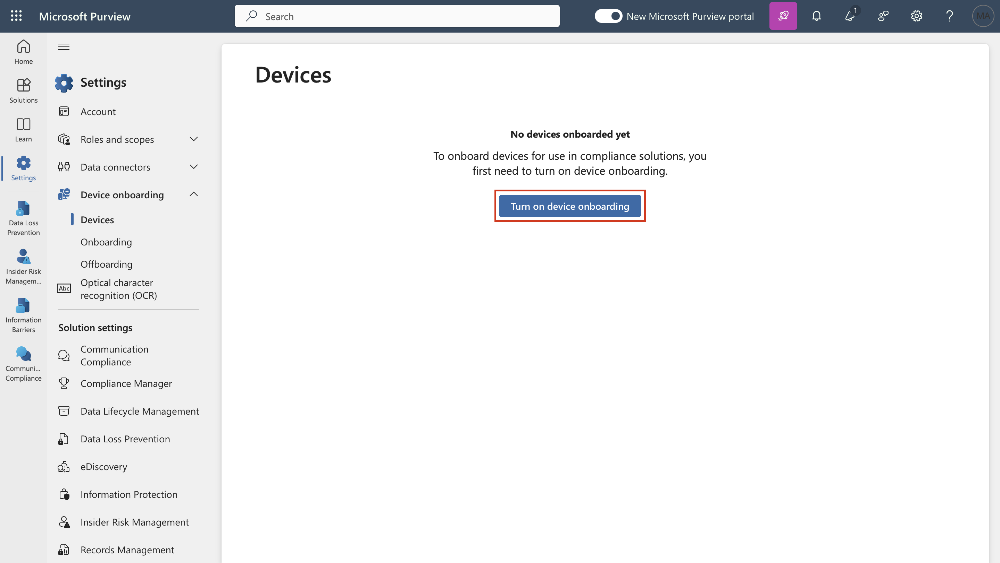 Microsoft Purview
Search
New Microsoft Purview portal
1
MA
Home
Solutions
Learn
Settings
Data Loss
Prevention
Insider Risk
Managem...
Information
Barriers
Communi...
Compliance
Settings
Account
Roles and scopes
Data connectors
Device onboarding
Devices
Onboarding
Offboarding
Abc
Optical character
recognition (OCR)
Solution settings
Communication
Compliance
Compliance Manager
Data Lifecycle Management
Data Loss Prevention
eDiscovery
Information Protection
Insider Risk Management
Records Management
Devices
No devices onboarded yet
To onboard devices for use in compliance solutions, you
first need to turn on device onboarding.
Turn on device onboarding